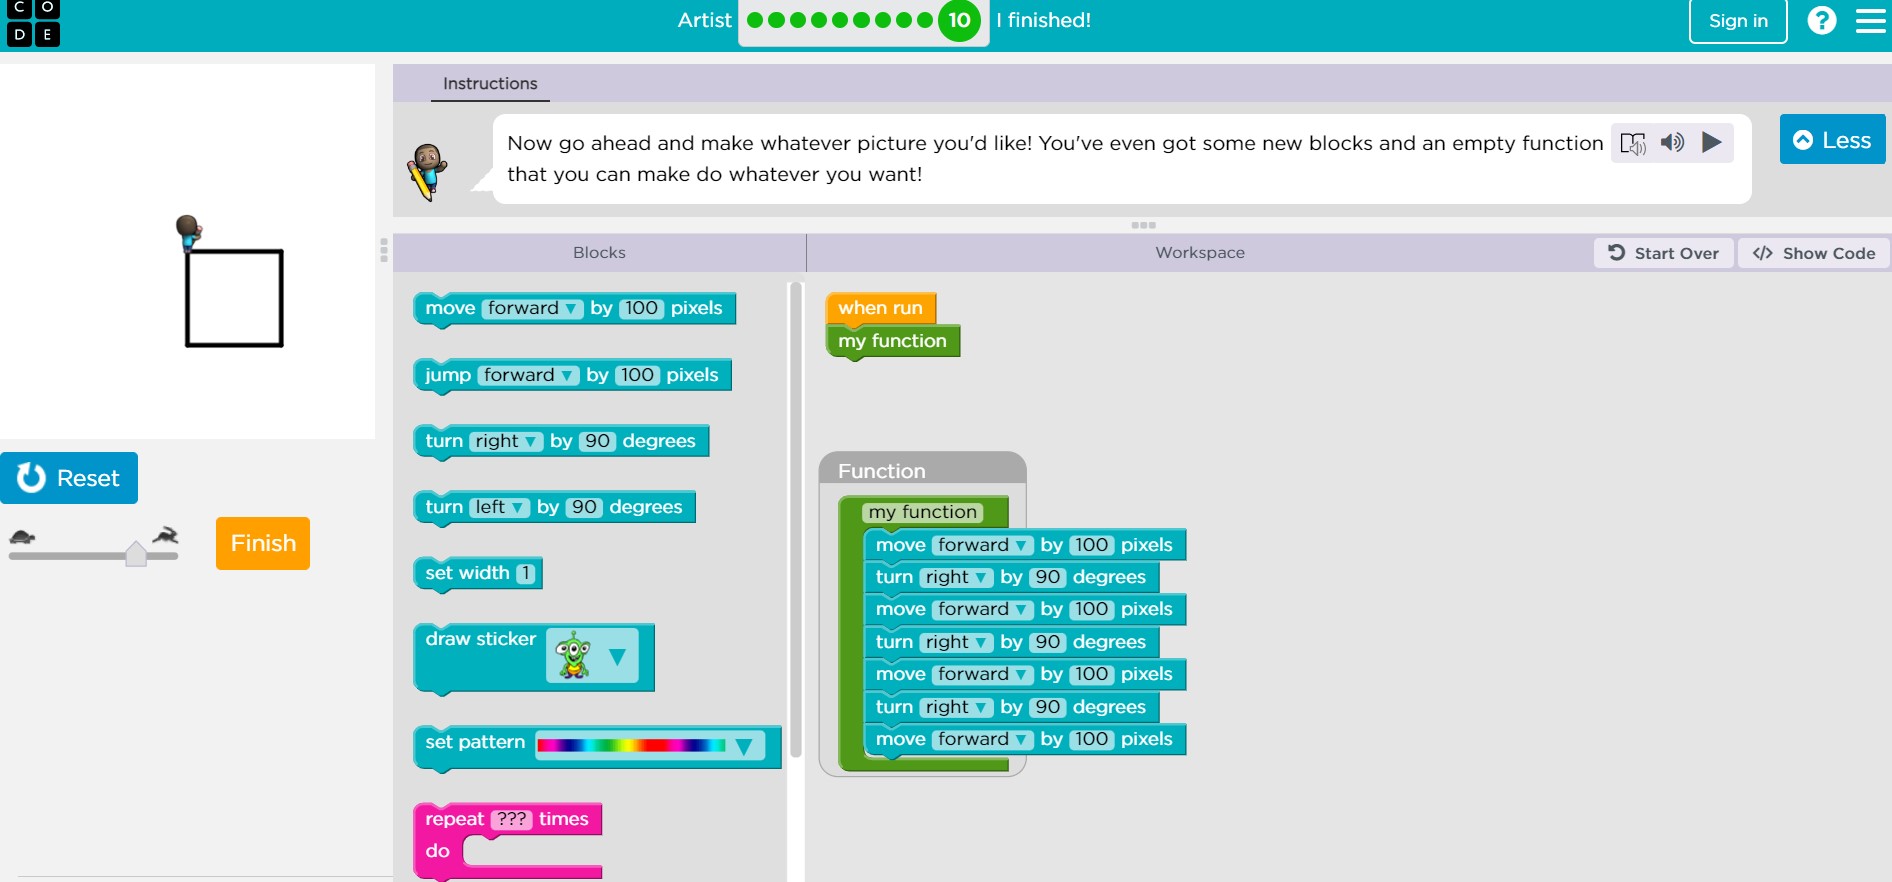 C O
D E
Artist
10
I finished!
Sign in
?
Instructions
Now go ahead and make whatever picture you'd like! You've even got some new blocks and an empty function
that you can make do whatever you want!
Less
Blocks
Workspace
Start Over
</> Show Code
move forward ▼ by 100 pixels
jump forward ▼ by 100 pixels
turn right ▼ by 90 degrees
turn left ▼ by 90 degrees
set width 1
draw sticker ▼
set pattern ▼
repeat ??? times
do
when run
my function
Function
my function
move forward ▼ by 100 pixels
turn right ▼ by 90 degrees
move forward ▼ by 100 pixels
turn right ▼ by 90 degrees
move forward ▼ by 100 pixels
turn right ▼ by 90 degrees
move forward ▼ by 100 pixels
Reset
Finish